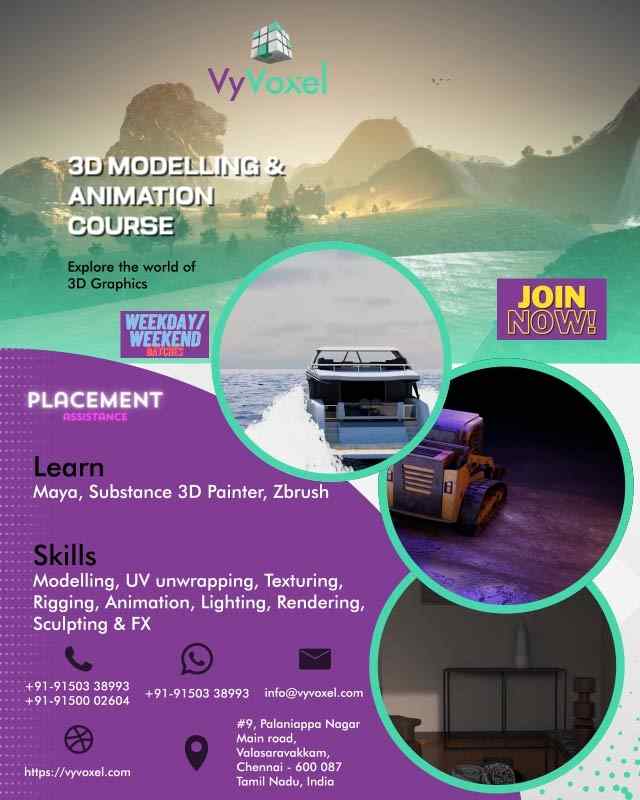 VyVoxel
3D MODELLING &
ANIMATION
COURSE
Explore the world of
3D Graphics
WEEKDAY/
WEEKEND
BATCHES
JOIN
NOW!
PLACEMENT
ASSISTANCE
Learn
Maya, Substance 3D Painter, Zbrush
Skills
Modelling, UV unwrapping, Texturing,
Rigging, Animation, Lighting, Rendering,
Sculpting & FX
+91-91503 38993
+91-91500 02604
+91-91503 38993
info@vyvoxel.com
https://vyvoxel.com
#9, Palaniappa Nagar
Main road,
Valasaravakkam,
Chennai - 600 087
Tamil Nadu, India